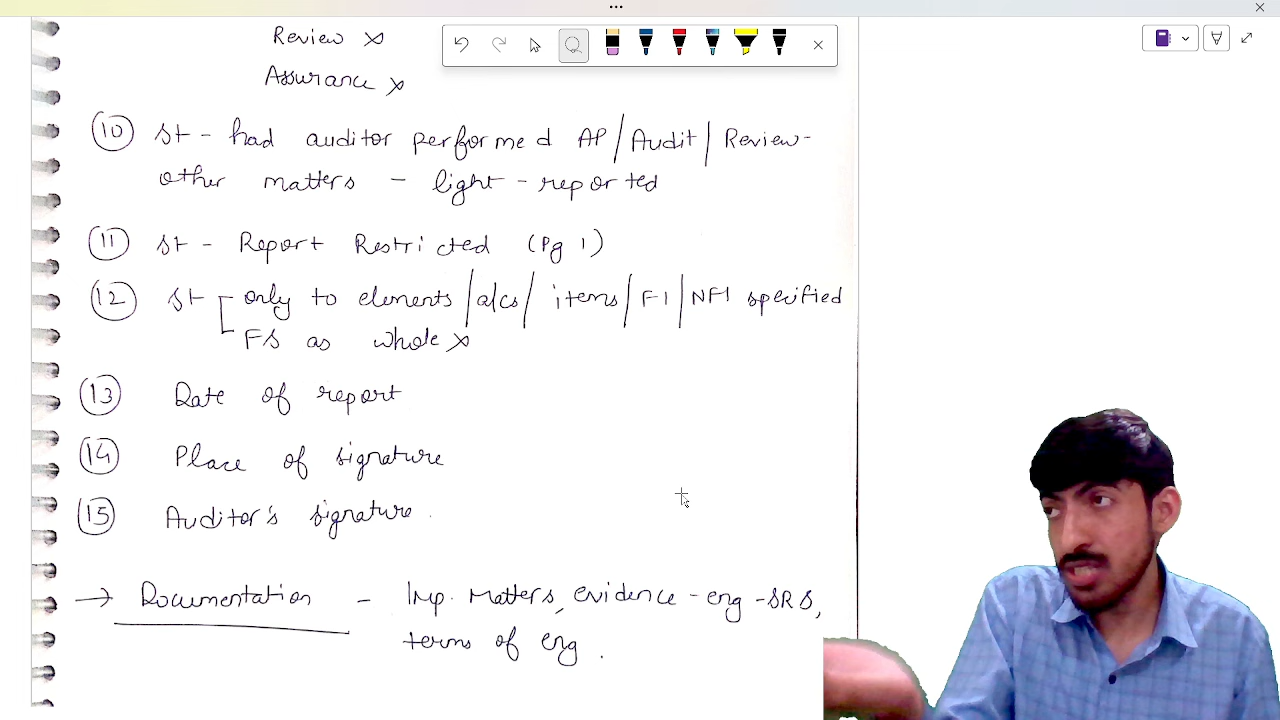 Review x
Assurance x
10 St - had auditor performed AP/Audit/Review-
other matters - light - reported
11 St - Report Restricted (Pg 1)
12 St only to elements/a/cs/items/FI/NFI specified
FS as whole x
13 Date of report
14 Place of signature
15 Auditor's signature.
→ Documentation - Imp. Matters, evidence - eng - SRS,
terms of eng.